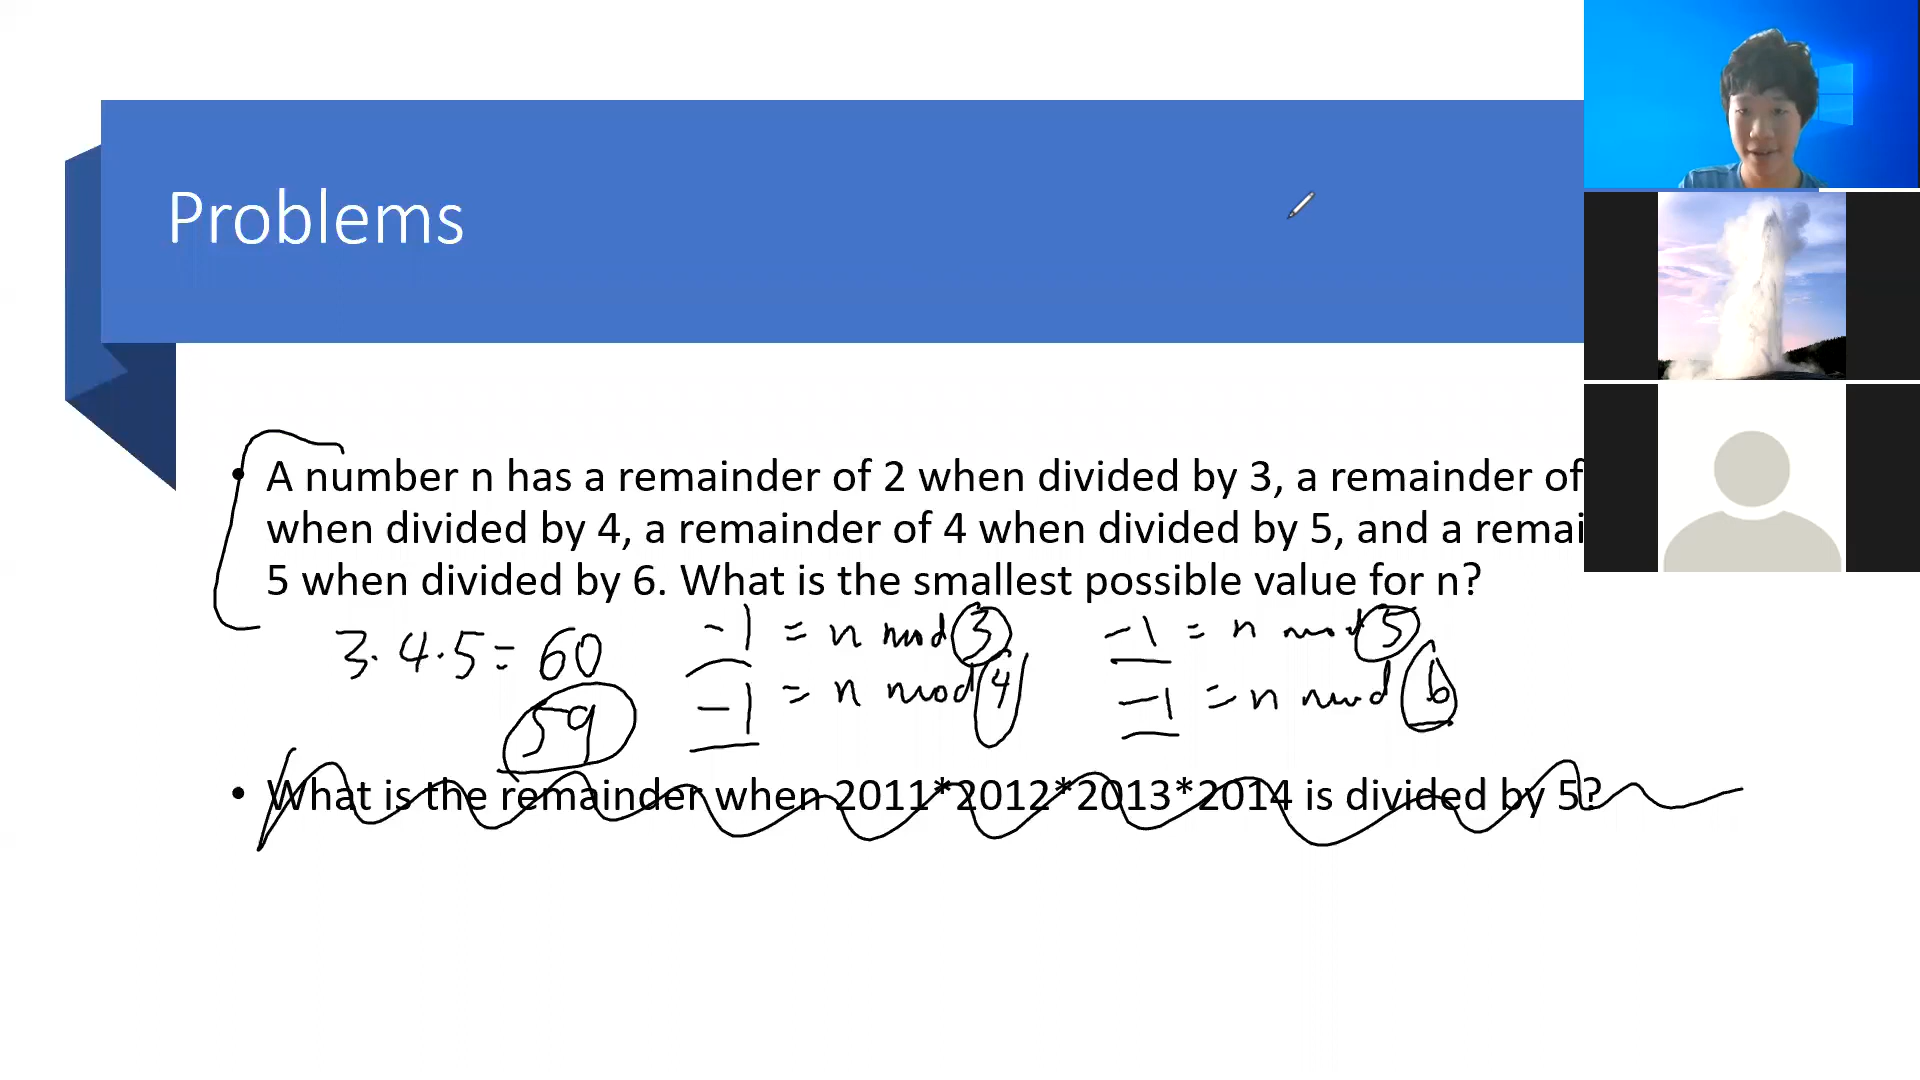 Problems
• A number n has a remainder of 2 when divided by 3, a remainder of
when divided by 4, a remainder of 4 when divided by 5, and a remai
5 when divided by 6. What is the smallest possible value for n?
3·4·5=60
-1 = n mod 3
-1 = n mod 5
-1 = n mod 4
-1 = n mod 6
59
• What is the remainder when 2011*2012*2013*2014 is divided by 5?